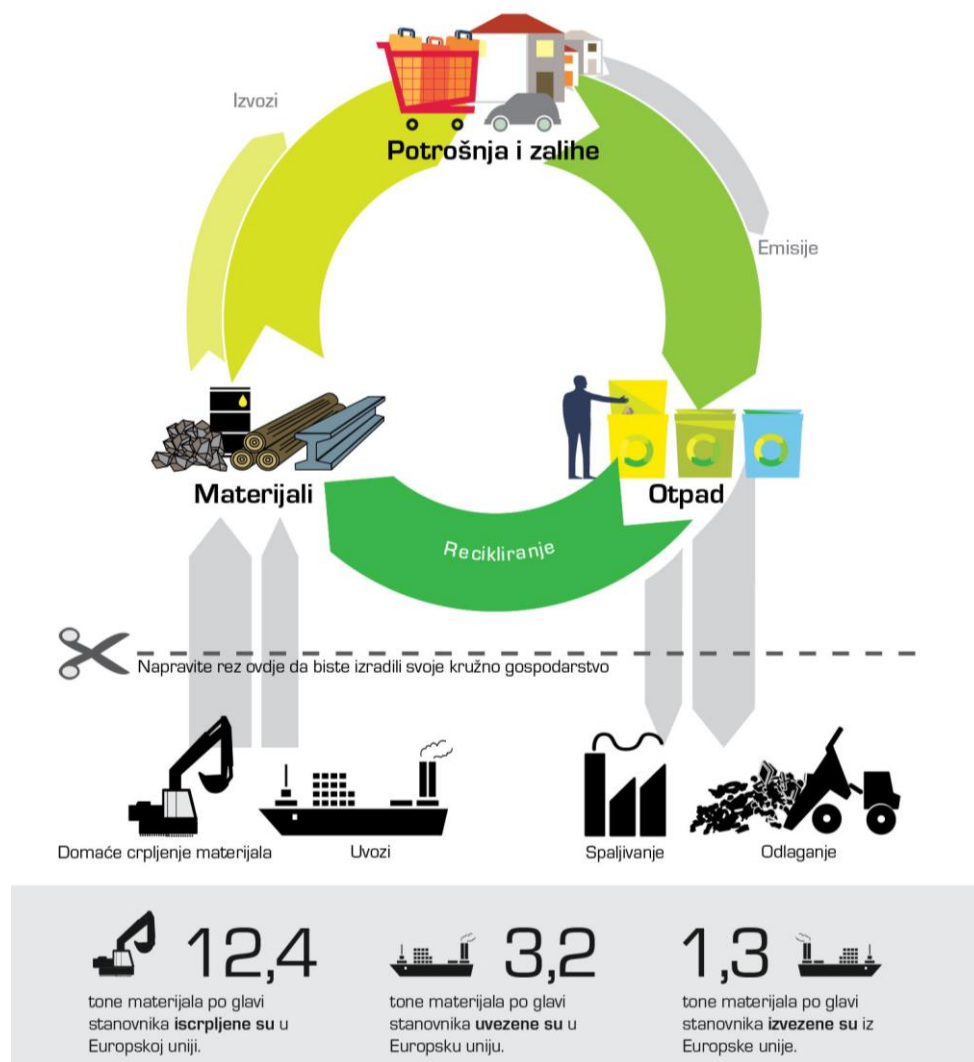 Izvozi
Potrošnja i zalihe
Emisije
Materijali
Otpad
Recikliranje
Napravite rez ovdje da biste izradili svoje kružno gospodarstvo
Domaće crpljenje materijala
Uvozi
Spaljivanje
Odlaganje
12,4
tone materijala po glavi
stanovnika iscrpljene su u
Europskoj uniji.
3,2
tone materijala po glavi
stanovnika uvezene su u
Europsku uniju.
1,3
tone materijala po glavi
stanovnika izvezene su iz
Europske unije.